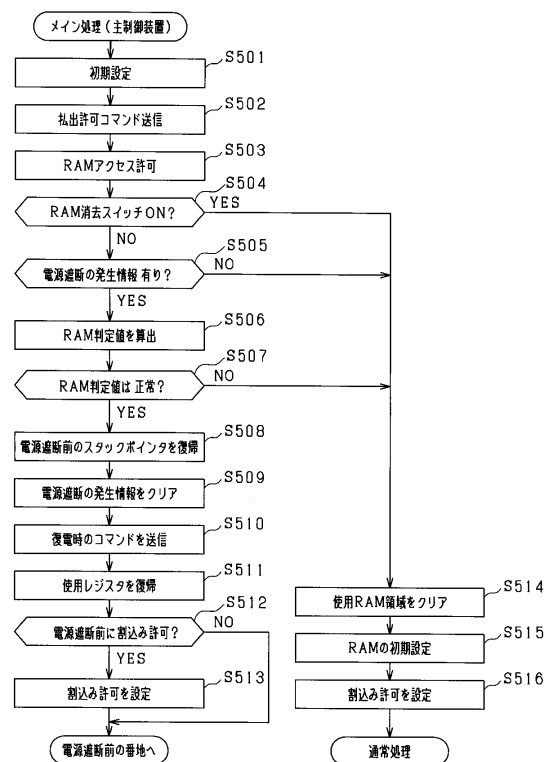 メイン処理(主制御装置)
S501
初期設定
S502
払出許可コマンド送信
S503
RAMアクセス許可
S504
RAM消去スイッチON?
YES
NO
S505
電源遮断の発生情報 有り?
NO
YES
S506
RAM判定値を算出
S507
RAM判定値は 正常?
NO
YES
S508
電源遮断前のスタックポインタを復帰
S509
電源遮断の発生情報をクリア
S510
復電時のコマンドを送信
S511
使用レジスタを復帰
S512
電源遮断前に割込み許可?
NO
YES
S513
割込み許可を設定
電源遮断前の番地へ
S514
使用RAM領域をクリア
S515
RAMの初期設定
S516
割込み許可を設定
通常処理